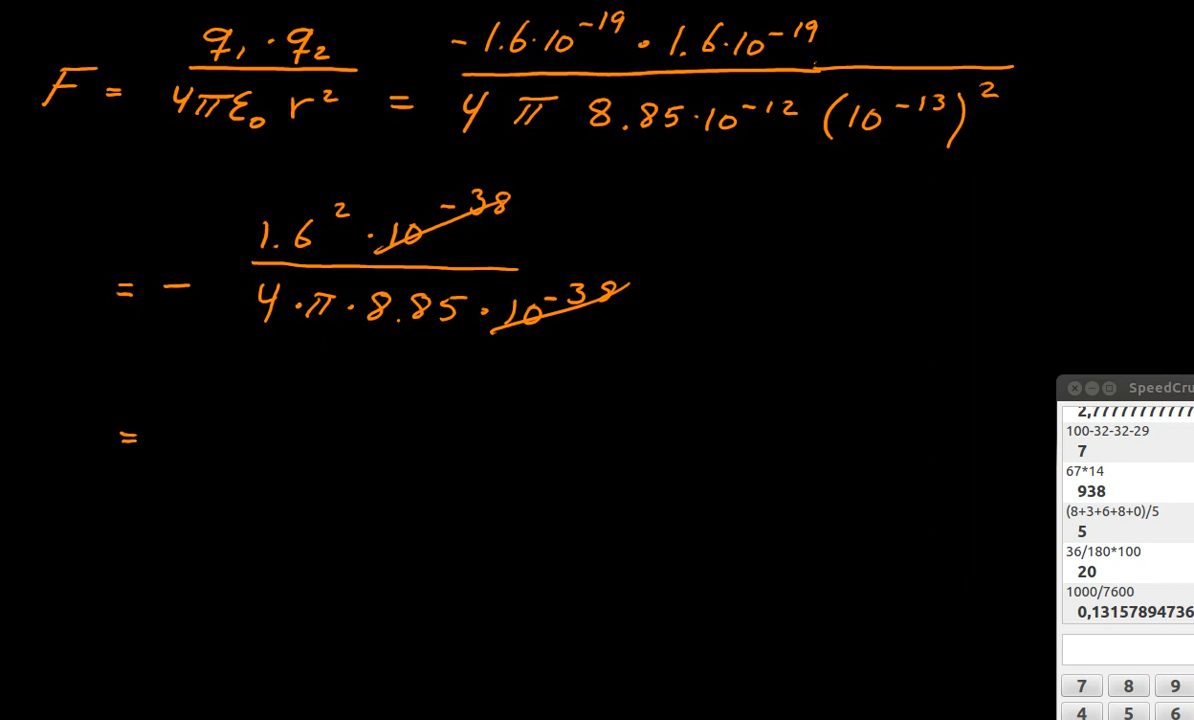 F = q₁ · q₂ / 4πε₀ r² = -1.6·10⁻¹⁹ · 1.6·10⁻¹⁹ / 4 π 8.85·10⁻¹² (10⁻¹³)²
= - 1.6² · 10⁻³⁸ / 4·π·8.85·10⁻³⁸
=
SpeedCru
2,77777777777
100-32-32-29
7
67*14
938
(8+3+6+8+0)/5
5
36/180*100
20
1000/7600
0,13157894736
7 8 9
4 5 6